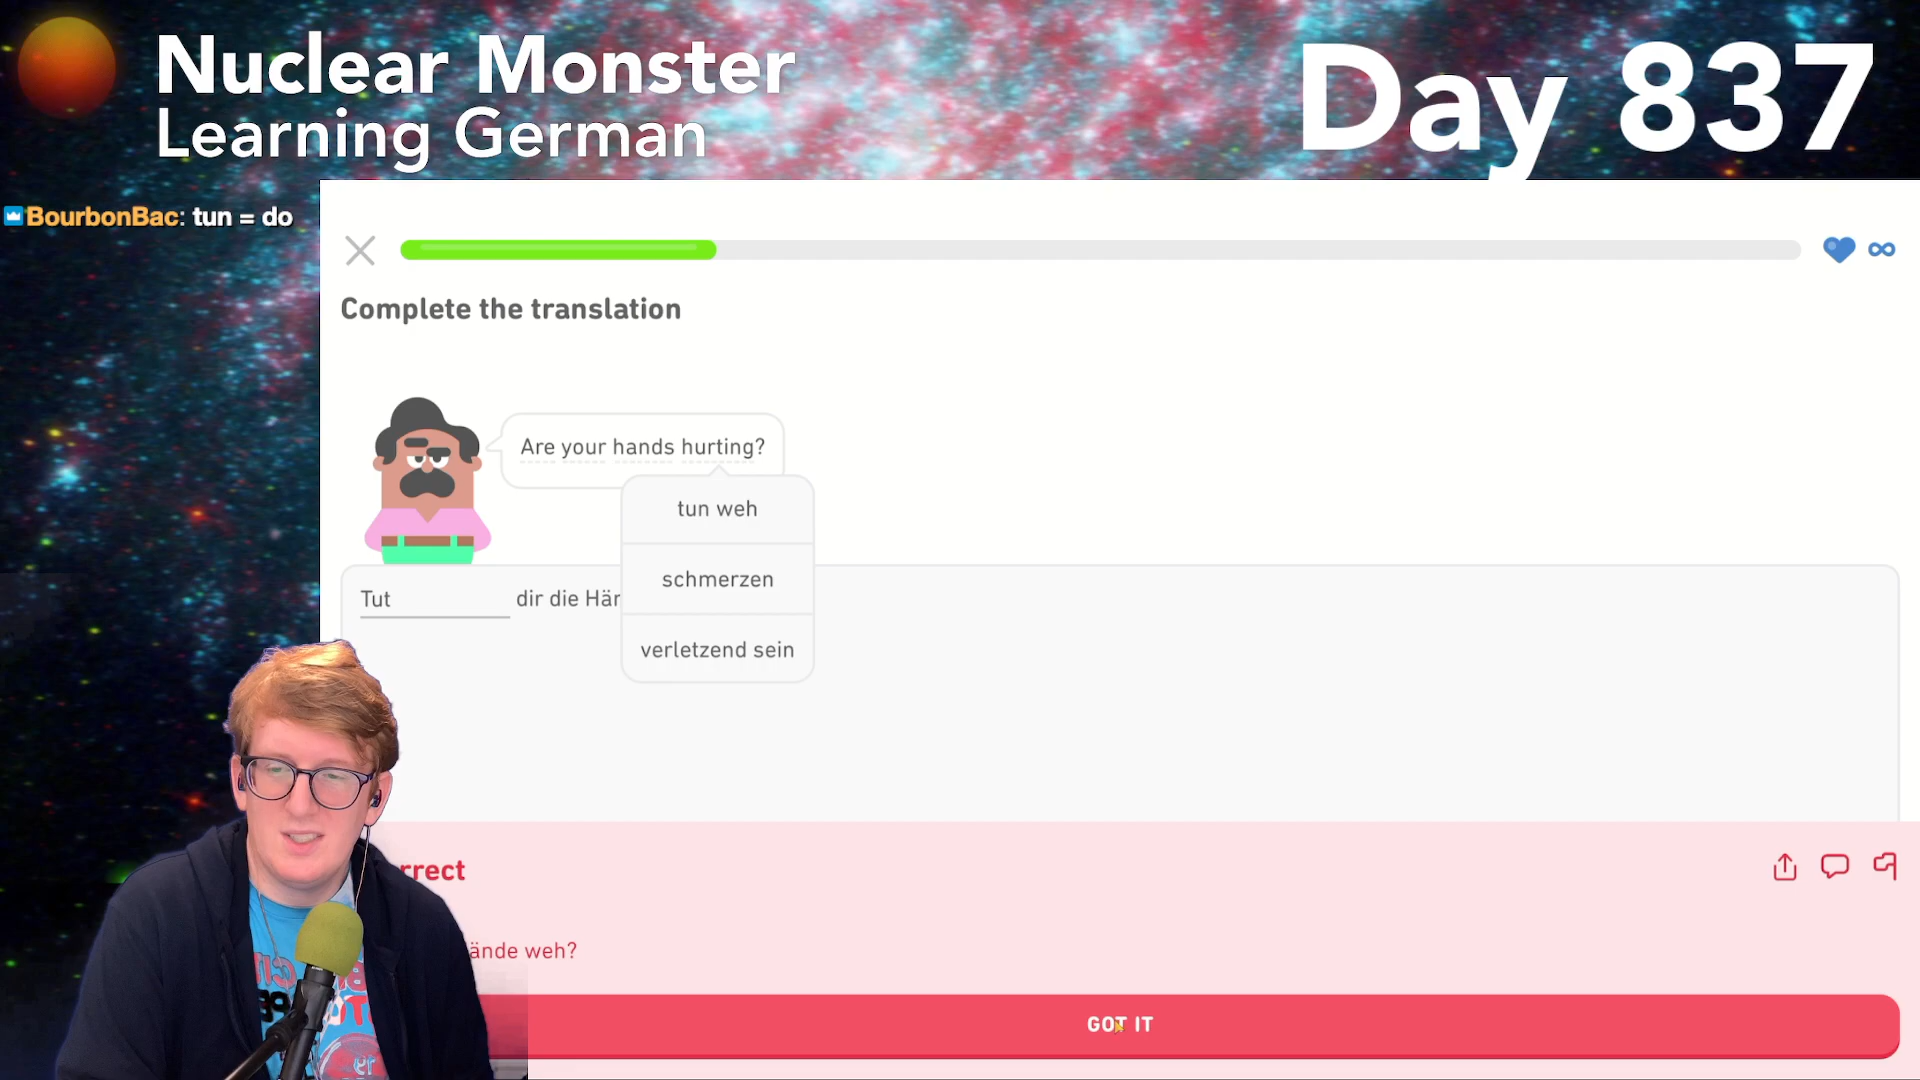 Nuclear Monster
Learning German
Day 837
BourbonBac: tun = do
Complete the translation
Are your hands hurting?
tun weh
schmerzen
verletzend sein
Tut dir die Hän
rrect
ände weh?
GOT IT